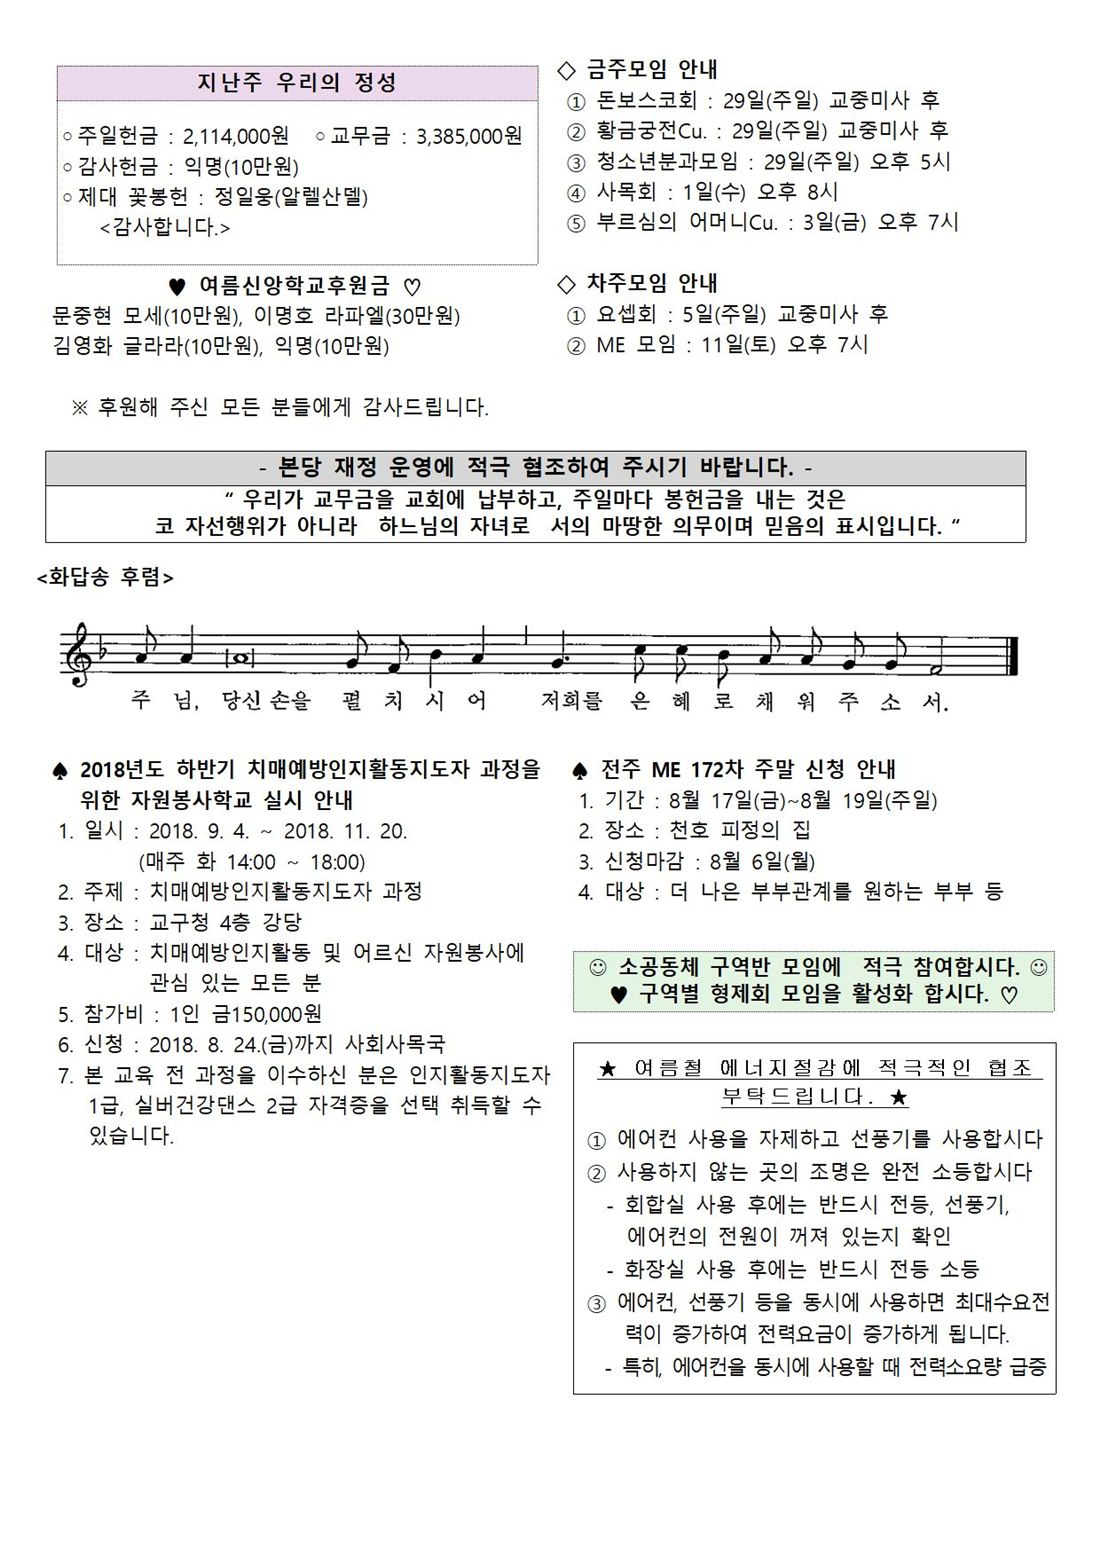 지난주 우리의 정성
○ 주일헌금 : 2,114,000원 ○ 교무금 : 3,385,000원
○ 감사헌금 : 익명(10만원)
○ 제대 꽃봉헌 : 정일웅(알렐산델)
<감사합니다.>
♥ 여름신앙학교후원금 ♡
문중현 모세(10만원), 이명호 라파엘(30만원)
김영화 글라라(10만원), 익명(10만원)
※ 후원해 주신 모든 분들에게 감사드립니다.
◇ 금주모임 안내
① 돈보스코회 : 29일(주일) 교중미사 후
② 황금궁전Cu. : 29일(주일) 교중미사 후
③ 청소년분과모임 : 29일(주일) 오후 5시
④ 사목회 : 1일(수) 오후 8시
⑤ 부르심의 어머니Cu. : 3일(금) 오후 7시
◇ 차주모임 안내
① 요셉회 : 5일(주일) 교중미사 후
② ME 모임 : 11일(토) 오후 7시
- 본당 재정 운영에 적극 협조하여 주시기 바랍니다. -
“ 우리가 교무금을 교회에 납부하고, 주일마다 봉헌금을 내는 것은
코 자선행위가 아니라 하느님의 자녀로 서의 마땅한 의무이며 믿음의 표시입니다. “
<화답송 후렴>
주 님, 당신 손을 펼 치 시 어 저희를 은 혜 로 채 워 주 소 서.
♠ 2018년도 하반기 치매예방인지활동지도자 과정을
위한 자원봉사학교 실시 안내
1. 일시 : 2018. 9. 4. ~ 2018. 11. 20.
(매주 화 14:00 ~ 18:00)
2. 주제 : 치매예방인지활동지도자 과정
3. 장소 : 교구청 4층 강당
4. 대상 : 치매예방인지활동 및 어르신 자원봉사에
관심 있는 모든 분
5. 참가비 : 1인 금150,000원
6. 신청 : 2018. 8. 24.(금)까지 사회사목국
7. 본 교육 전 과정을 이수하신 분은 인지활동지도자
1급, 실버건강댄스 2급 자격증을 선택 취득할 수
있습니다.
♠ 전주 ME 172차 주말 신청 안내
1. 기간 : 8월 17일(금)~8월 19일(주일)
2. 장소 : 천호 피정의 집
3. 신청마감 : 8월 6일(월)
4. 대상 : 더 나은 부부관계를 원하는 부부 등
☺ 소공동체 구역반 모임에 적극 참여합시다. ☺
♥ 구역별 형제회 모임을 활성화 합시다. ♡
★ 여름철 에너지절감에 적극적인 협조
부탁드립니다. ★
① 에어컨 사용을 자제하고 선풍기를 사용합시다
② 사용하지 않는 곳의 조명은 완전 소등합시다
- 회합실 사용 후에는 반드시 전등, 선풍기,
에어컨의 전원이 꺼져 있는지 확인
- 화장실 사용 후에는 반드시 전등 소등
③ 에어컨, 선풍기 등을 동시에 사용하면 최대수요전
력이 증가하여 전력요금이 증가하게 됩니다.
- 특히, 에어컨을 동시에 사용할 때 전력소요량 급증